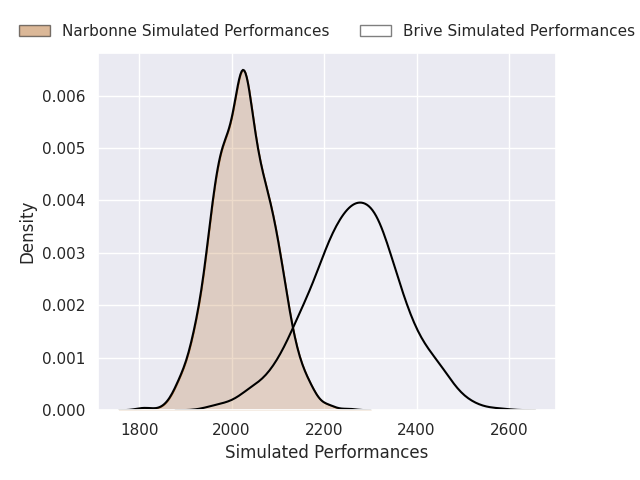 Narbonne Simulated Performances Brive Simulated Performances
0.006
0.005
0.004
0.003
0.002
0.001
0.000
Density
1800 2000 2200 2400 2600
Simulated Performances